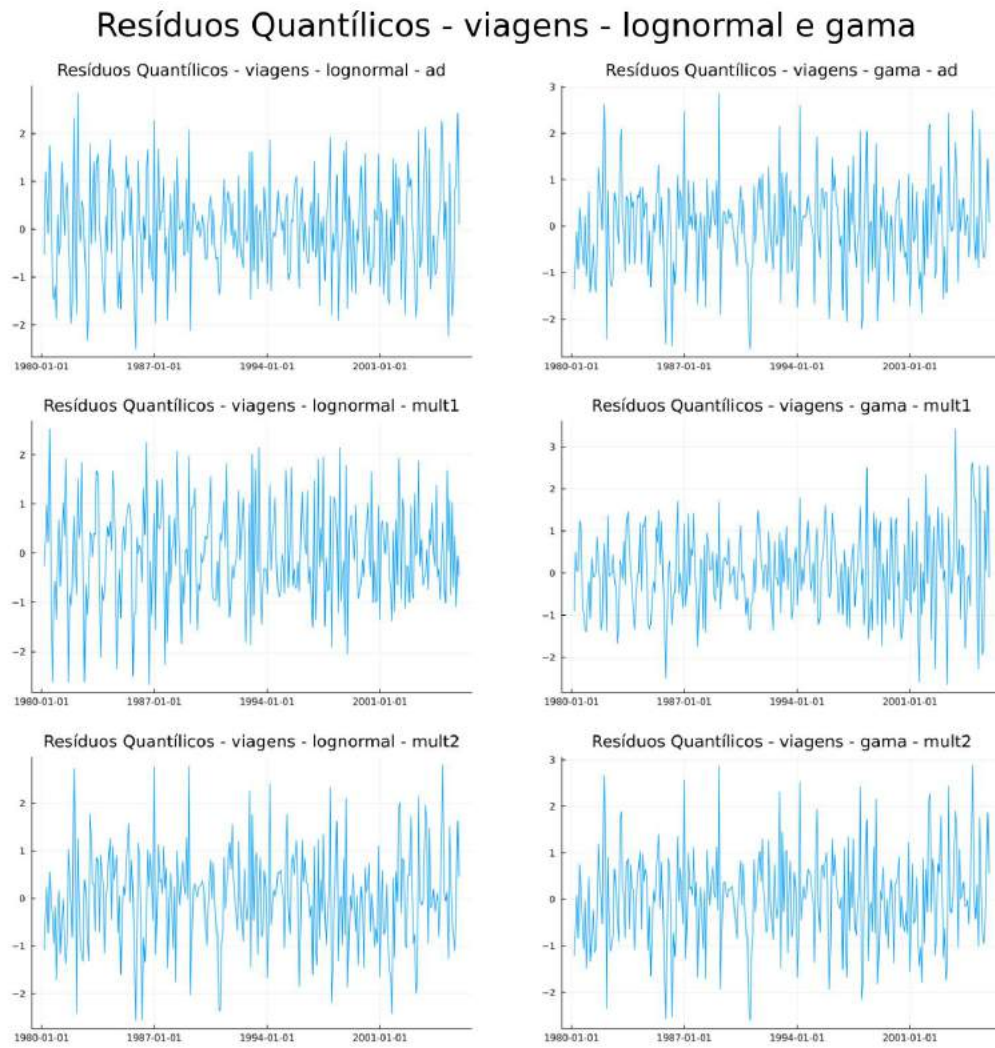 Resíduos Quantílicos - viagens - lognormal e gama
Resíduos Quantílicos - viagens - lognormal - ad
2
1
0
−1
−2
1980-01-01 1987-01-01 1994-01-01 2001-01-01
Resíduos Quantílicos - viagens - gama - ad
3
2
1
0
−1
−2
1980-01-01 1987-01-01 1994-01-01 2001-01-01
Resíduos Quantílicos - viagens - lognormal - mult1
2
1
0
−1
−2
1980-01-01 1987-01-01 1994-01-01 2001-01-01
Resíduos Quantílicos - viagens - gama - mult1
3
2
1
0
−1
−2
1980-01-01 1987-01-01 1994-01-01 2001-01-01
Resíduos Quantílicos - viagens - lognormal - mult2
2
1
0
−1
−2
1980-01-01 1987-01-01 1994-01-01 2001-01-01
Resíduos Quantílicos - viagens - gama - mult2
3
2
1
0
−1
−2
1980-01-01 1987-01-01 1994-01-01 2001-01-01